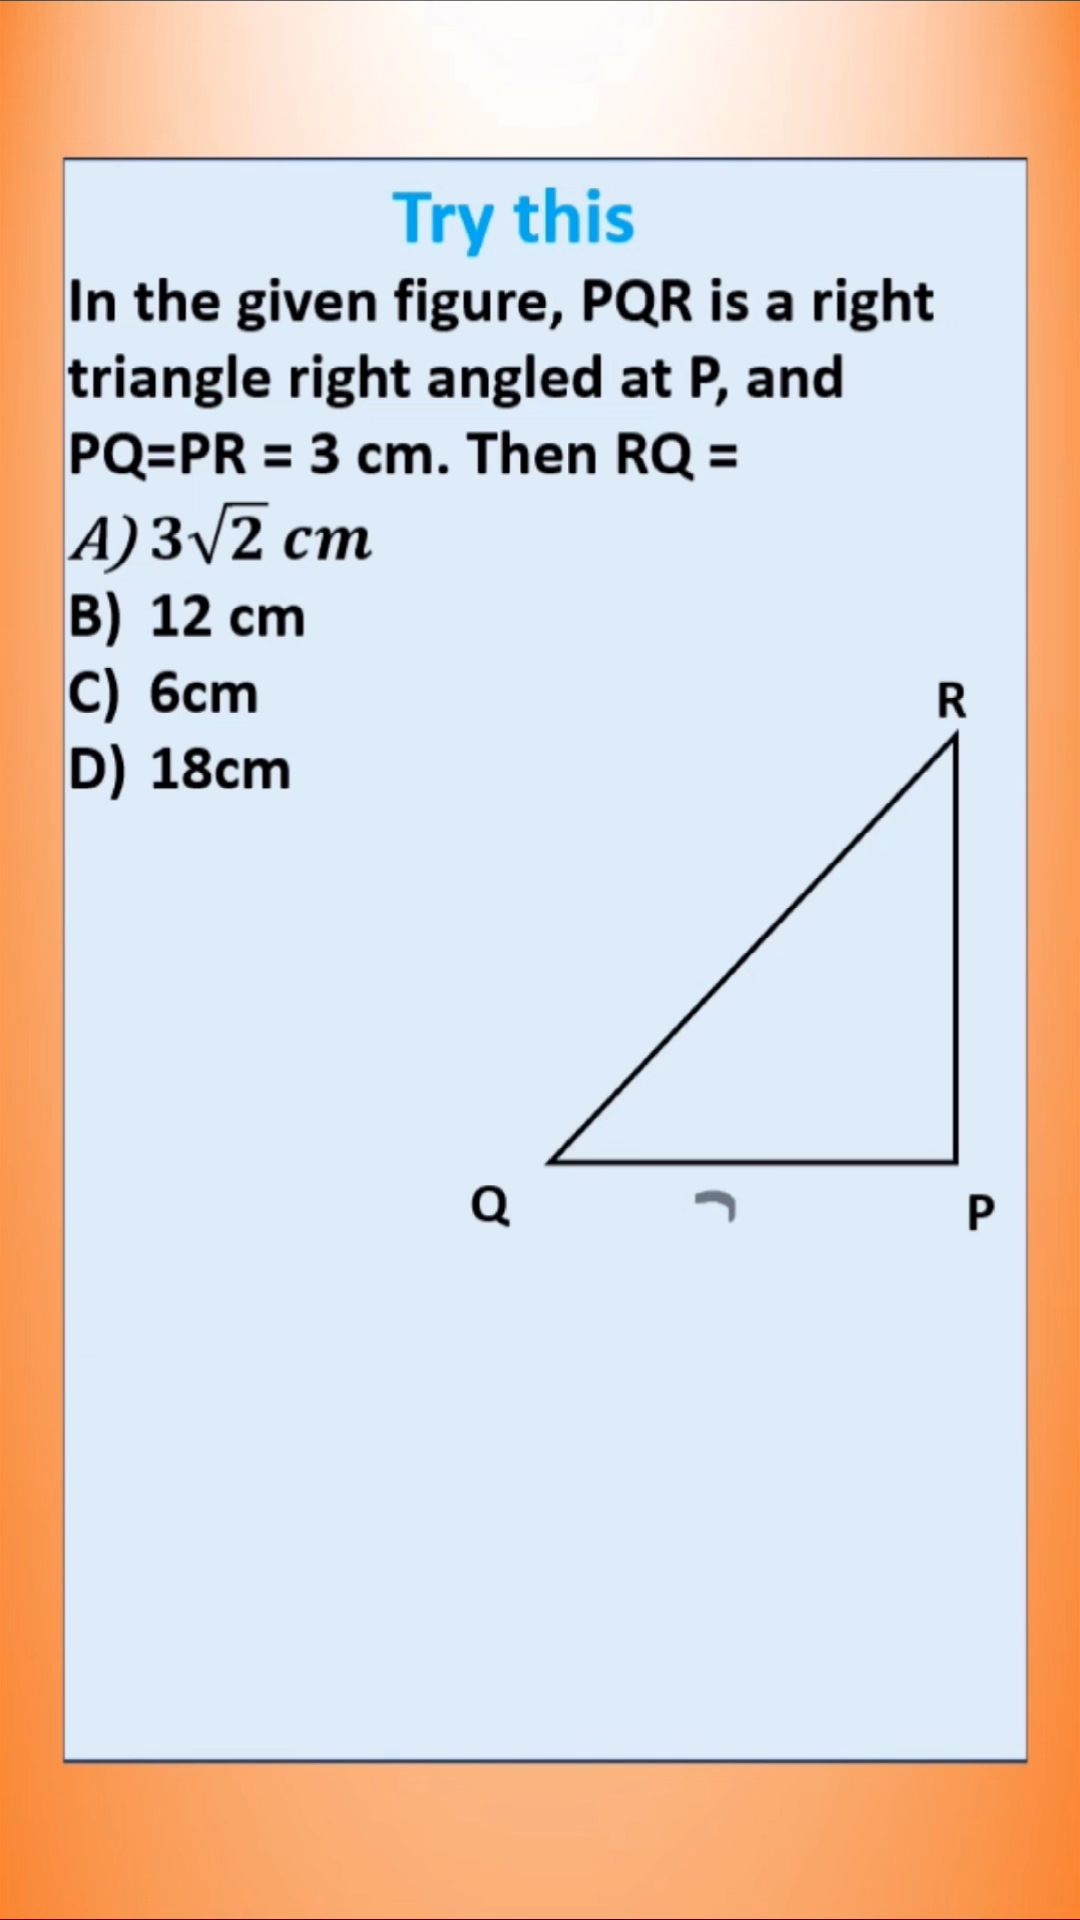 Try this
In the given figure, PQR is a right
triangle right angled at P, and
PQ=PR = 3 cm. Then RQ =
A) 3√2 cm
B) 12 cm
C) 6cm
D) 18cm
R
Q
P